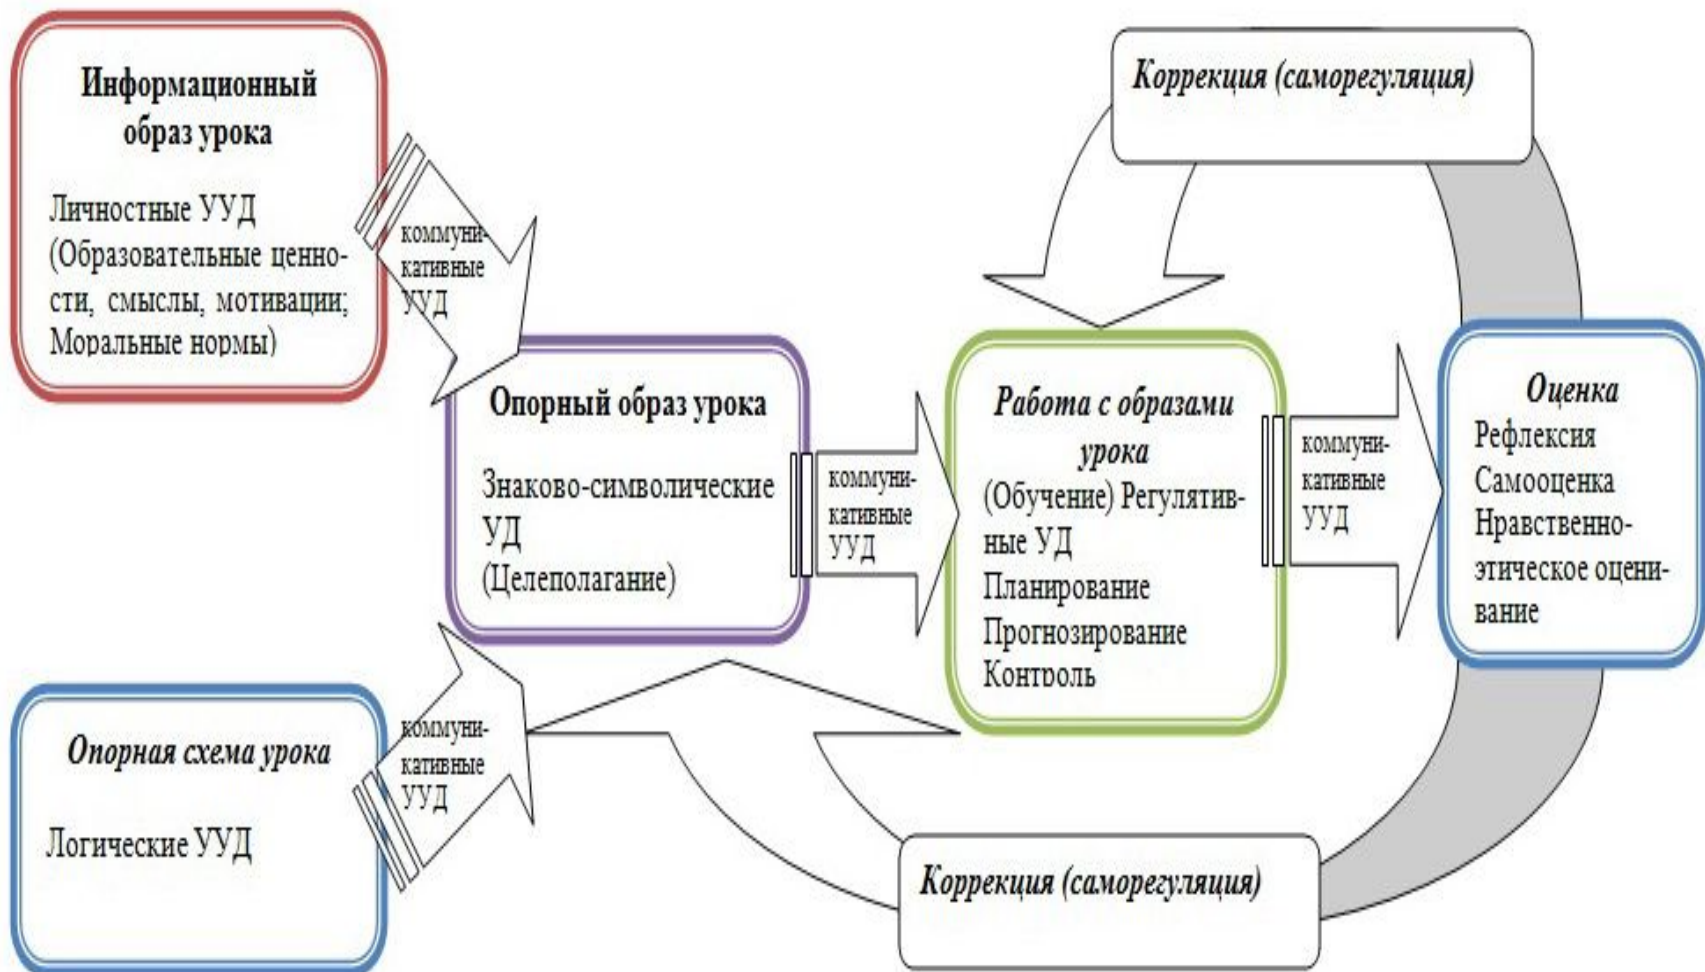 Информационный
образ урока
Личностные УУД
(Образовательные ценно-
сти, смыслы, мотивации;
Моральные нормы)
коммуни-
кативные
УУД
Опорная схема урока
Логические УУД
коммуни-
кативные
УУД
Опорный образ урока
Знаково-символические
УД
(Целеполагание)
коммуни-
кативные
УУД
Коррекция (саморегуляция)
Работа с образами
урока
(Обучение) Регулятив-
ные УД
Планирование
Прогнозирование
Контроль
коммуни-
кативные
УУД
Оценка
Рефлексия
Самооценка
Нравственно-
этическое оцени-
вание
Коррекция (саморегуляция)